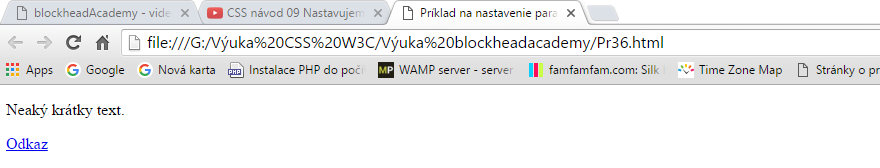 blockheadAcademy - vide CSS návod 09 Nastavujem Príklad na nastavenie para
file:///G:/Výuka%20CSS%20W3C/Výuka%20blockheadacademy/Pr36.html
Apps Google Nová karta Instalace PHP do poči MP WAMP server - server famfamfam.com: Silk Time Zone Map Stránky o pr
Neaký krátky text.
Odkaz